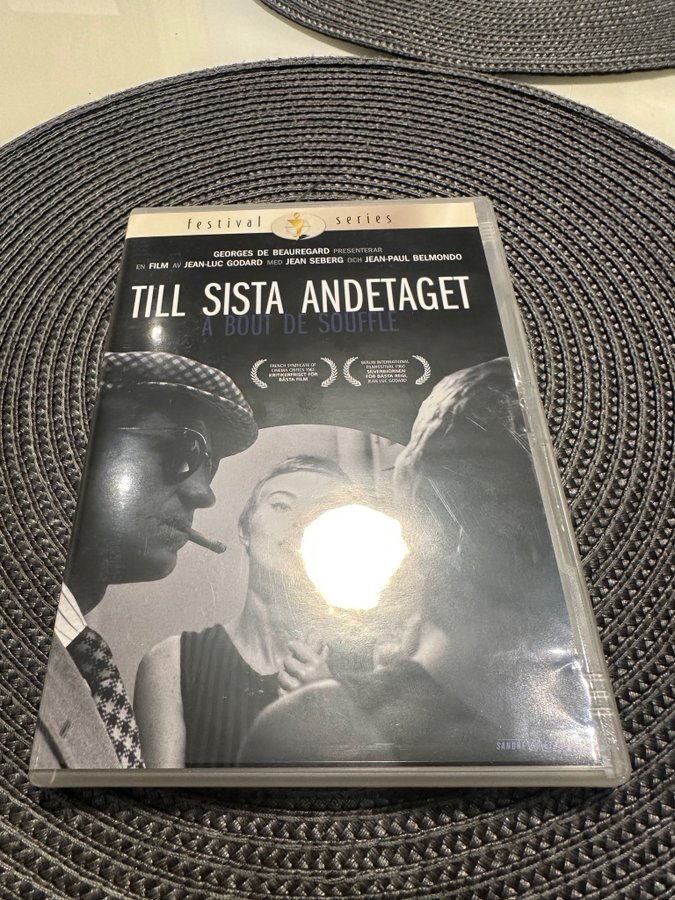 festival series
GEORGES DE BEAUREGARD PRESENTERAR
EN FILM AV JEAN-LUC GODARD MED JEAN SEBERG OCH JEAN-PAUL BELMONDO
TILL SISTA ANDETAGET
À BOUT DE SOUFFLE
FRENCH SYNDICATE OF
CINEMA CRITICS 1961
KRITIKERPRISET FÖR
BÄSTA FILM
BERLIN INTERNATIONAL
FILMFESTIVAL 1960
SILVERBJÖRNEN
FÖR BÄSTA REGI,
JEAN LUC GODARD